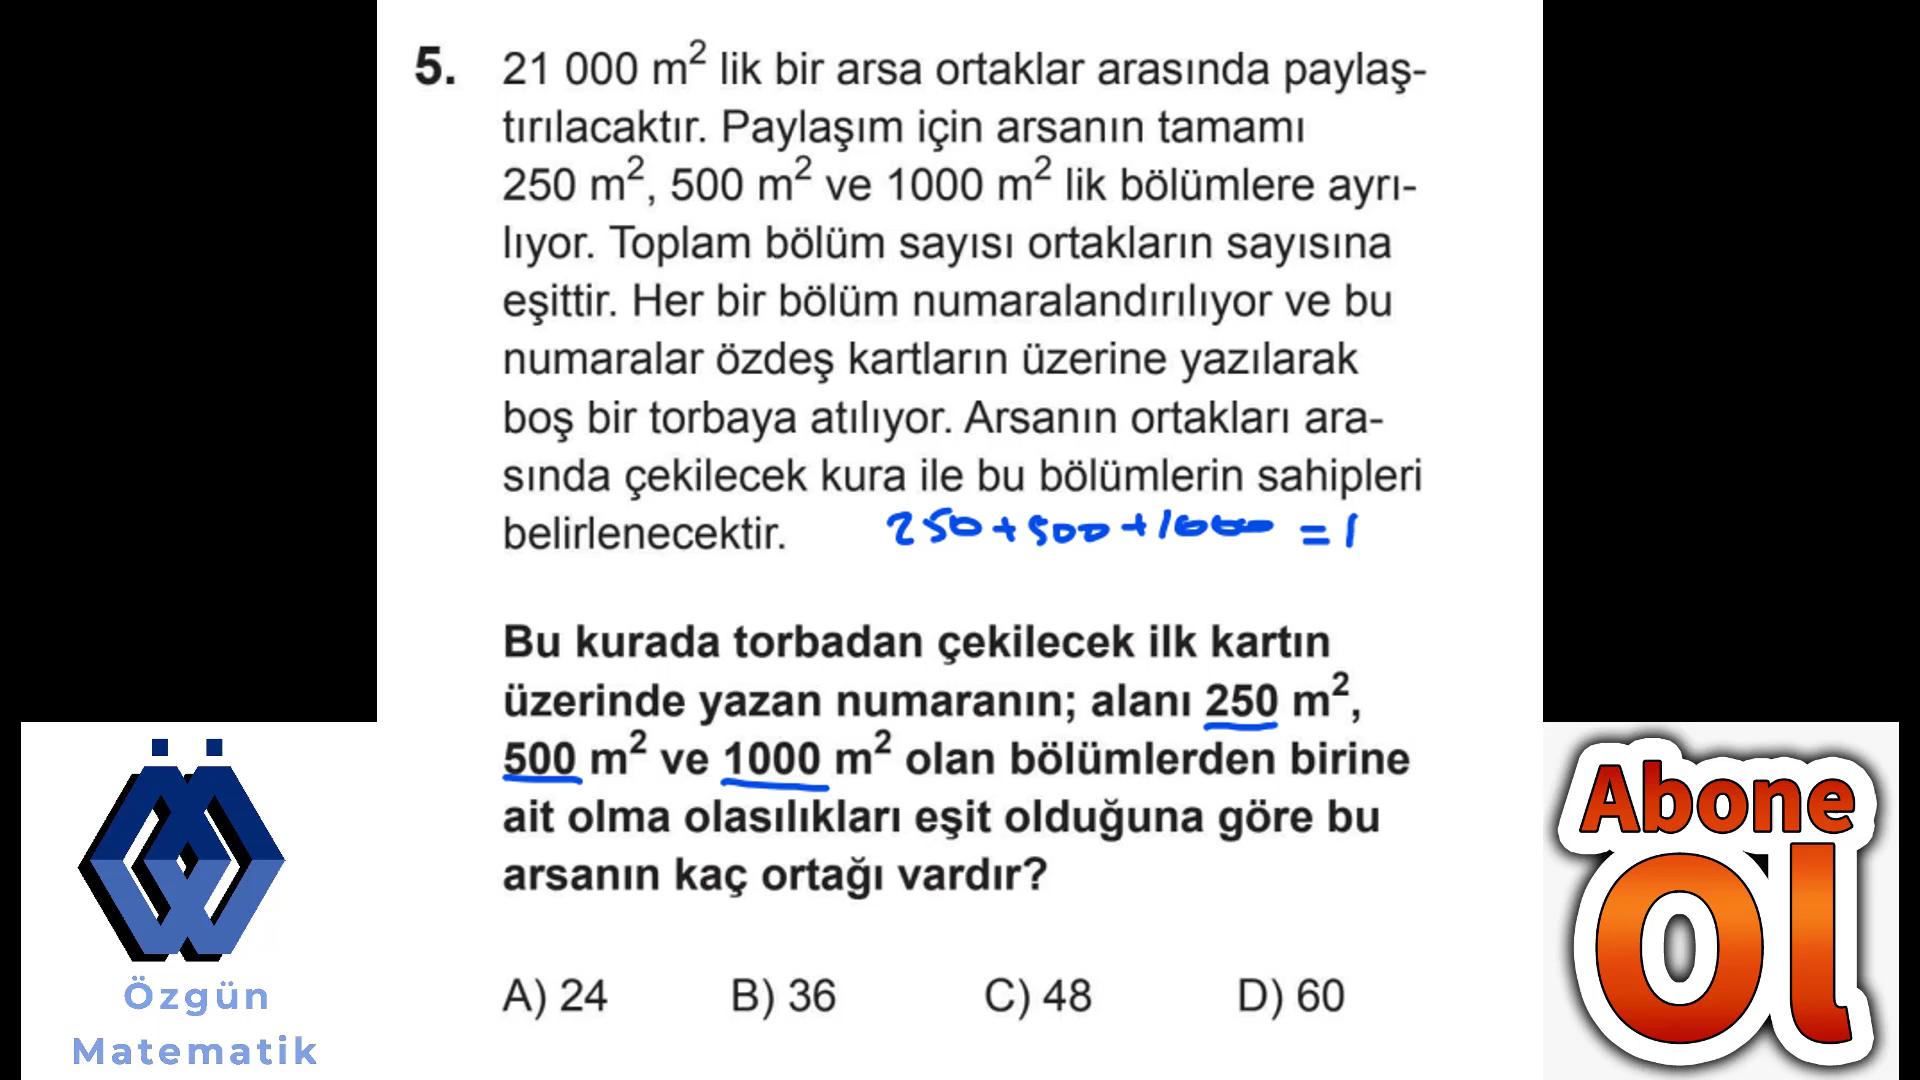 5. 21 000 m² lik bir arsa ortaklar arasında paylaş-
tırılacaktır. Paylaşım için arsanın tamamı
250 m², 500 m² ve 1000 m² lik bölümlere ayrı-
lıyor. Toplam bölüm sayısı ortakların sayısına
eşittir. Her bir bölüm numaralandırılıyor ve bu
numaralar özdeş kartların üzerine yazılarak
boş bir torbaya atılıyor. Arsanın ortakları ara-
sında çekilecek kura ile bu bölümlerin sahipleri
belirlenecektir.
250+500+1000 = 1
Bu kurada torbadan çekilecek ilk kartın
üzerinde yazan numaranın; alanı 250 m²,
500 m² ve 1000 m² olan bölümlerden birine
ait olma olasılıkları eşit olduğuna göre bu
arsanın kaç ortağı vardır?
A) 24 B) 36 C) 48 D) 60
Özgün
Matematik
Abone
Ol